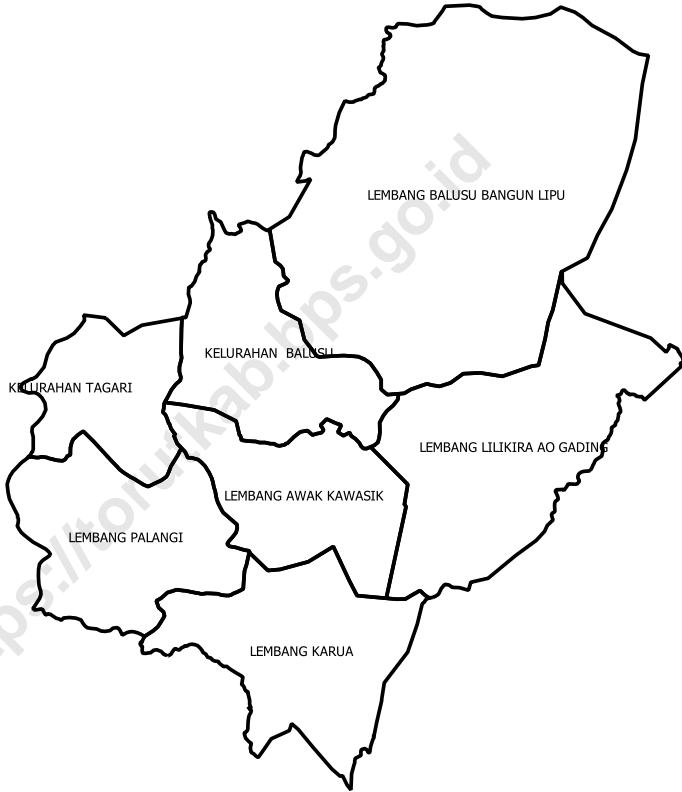 LEMBANG BALUSU BANGUN LIPU
KELURAHAN  BALUSU
KELURAHAN TAGARI
LEMBANG LILIKIRA AO GADING
LEMBANG AWAK KAWASIK
LEMBANG PALANGI
LEMBANG KARUA
ps://torutkab.bps.go.id